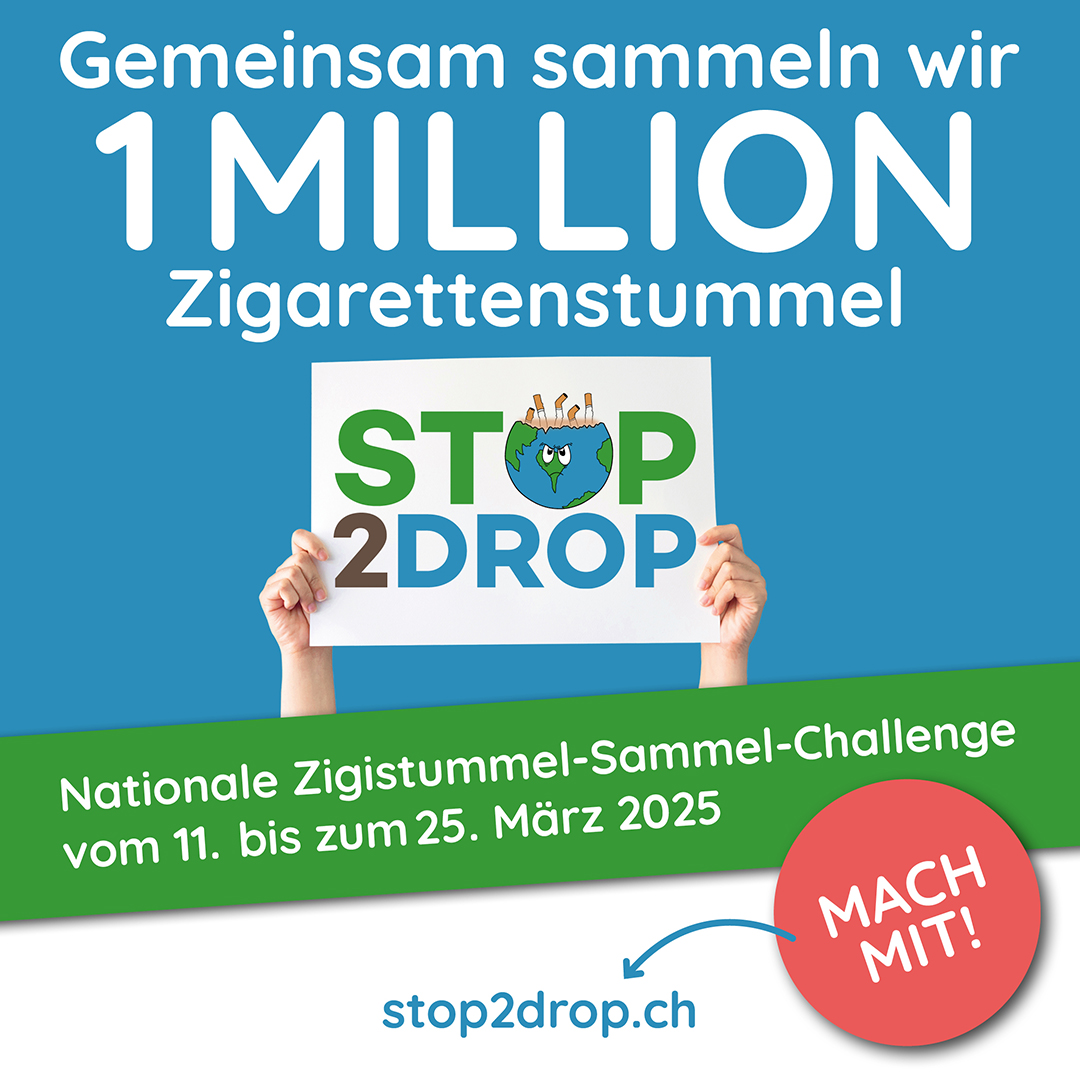 Gemeinsam sammeln wir
1 MILLION
Zigarettenstummel
STOP
2DROP
Nationale Zigistummel-Sammel-Challenge
vom 11. bis zum 25. März 2025
MACH
MIT!
stop2drop.ch